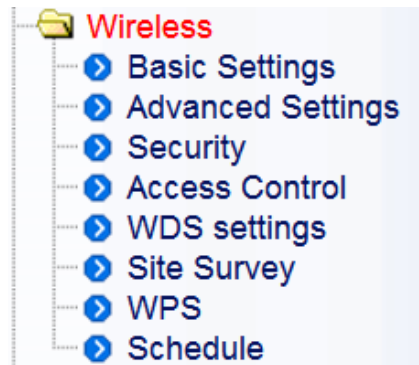 Wireless
Basic Settings
Advanced Settings
Security
Access Control
WDS settings
Site Survey
WPS
Schedule